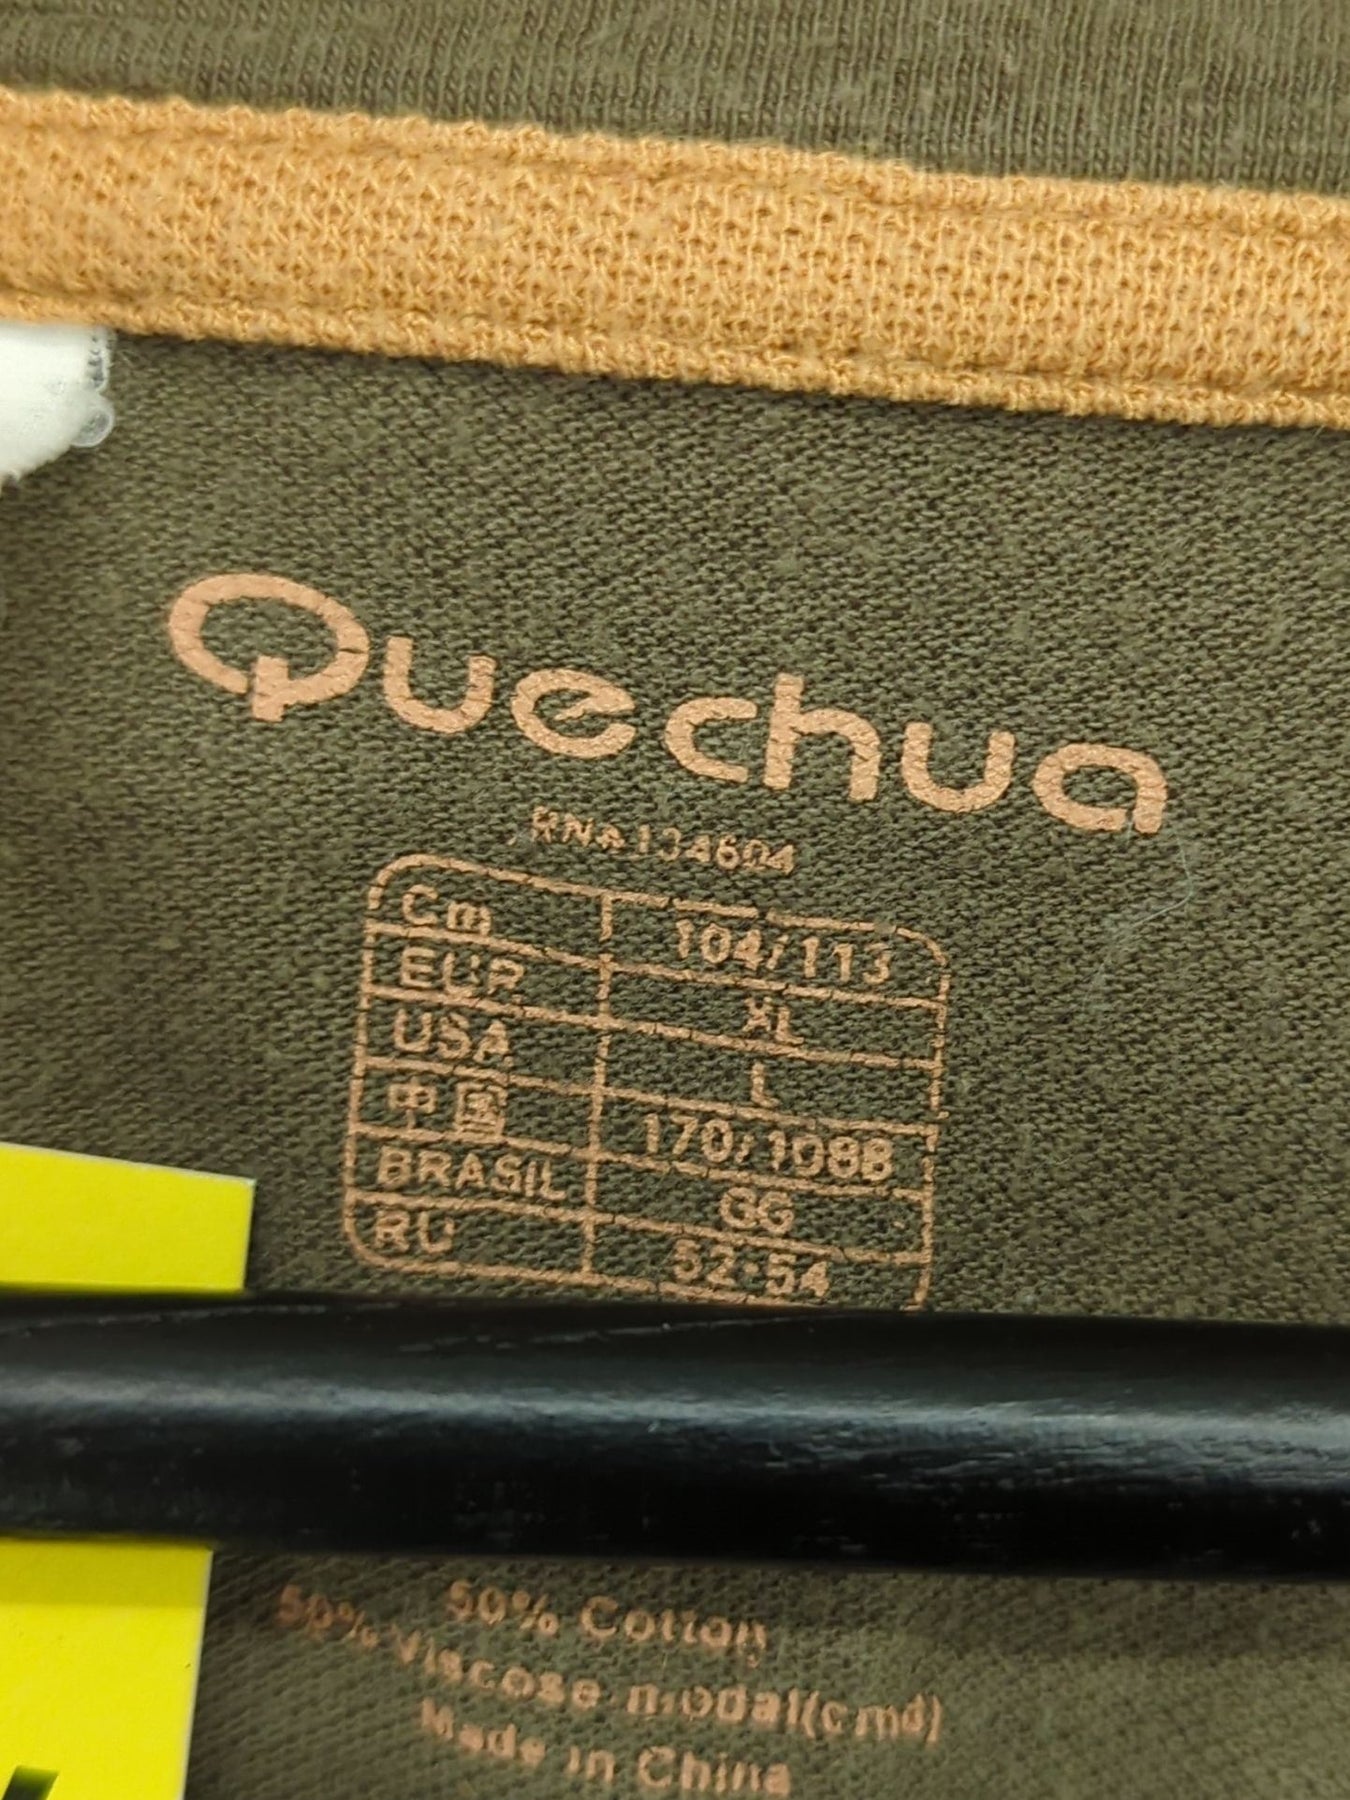 Quechua
RN#134604
Cm 104/113
EUR XL
USA L
中国 170/108B
BRASIL GG
RU 52-54
50% Cotton
50% Viscose modal(cmd)
Made in China